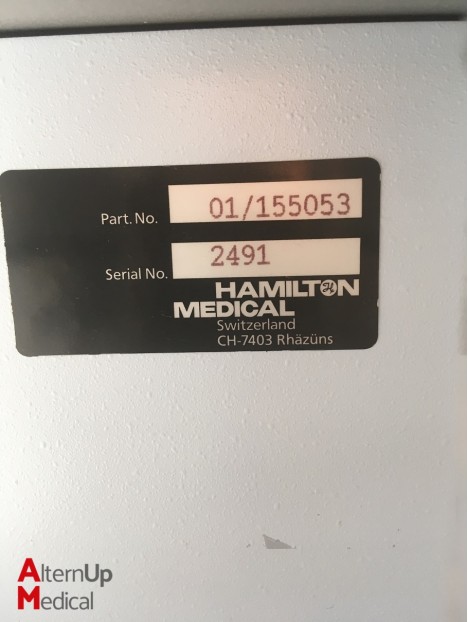 Part. No. 01/155053
Serial No. 2491
HAMILTON
MEDICAL
Switzerland
CH-7403 Rhäzüns
AlternUp
Medical